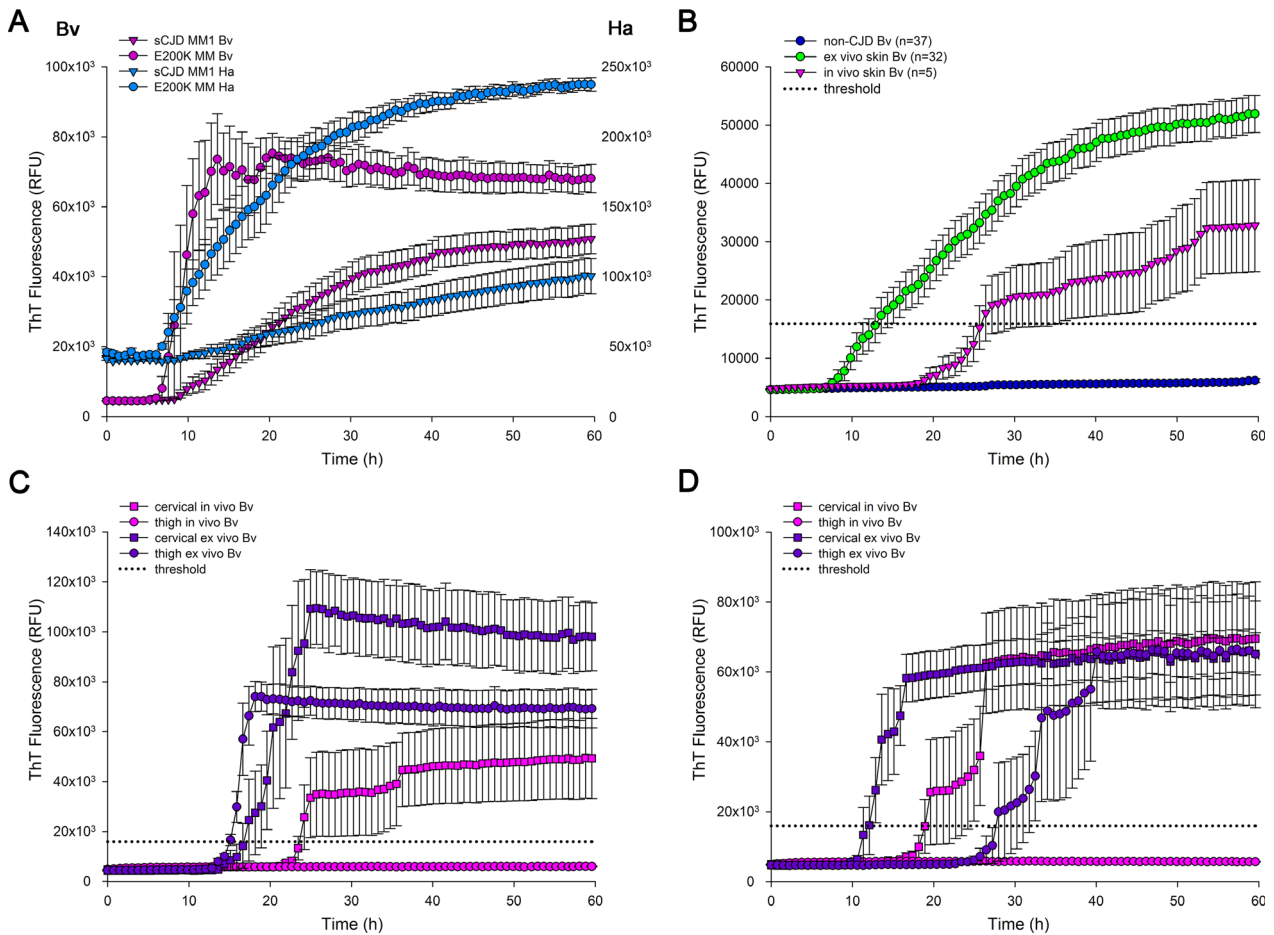 A
Bv
Ha
sCJD MM1 Bv
E200K MM Bv
sCJD MM1 Ha
E200K MM Ha
100x10³
80x10³
60x10³
40x10³
20x10³
0
250x10³
200x10³
150x10³
100x10³
50x10³
0
ThT Fluorescence (RFU)
0 10 20 30 40 50 60
Time (h)
B
non-CJD Bv (n=37)
ex vivo skin Bv (n=32)
in vivo skin Bv (n=5)
threshold
60000
50000
40000
30000
20000
10000
0
ThT Fluorescence (RFU)
0 10 20 30 40 50 60
Time (h)
C
cervical in vivo Bv
thigh in vivo Bv
cervical ex vivo Bv
thigh ex vivo Bv
threshold
140x10³
120x10³
100x10³
80x10³
60x10³
40x10³
20x10³
0
ThT Fluorescence (RFU)
0 10 20 30 40 50 60
Time (h)
D
cervical in vivo Bv
thigh in vivo Bv
cervical ex vivo Bv
thigh ex vivo Bv
threshold
100x10³
80x10³
60x10³
40x10³
20x10³
0
ThT Fluorescence (RFU)
0 10 20 30 40 50 60
Time (h)